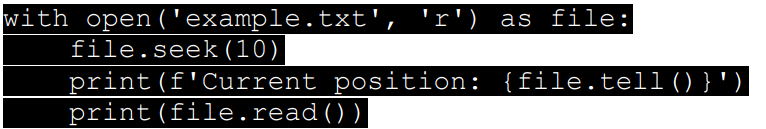 with open('example.txt', 'r') as file:
    file.seek(10)
    print(f'Current position: {file.tell()}')
    print(file.read())